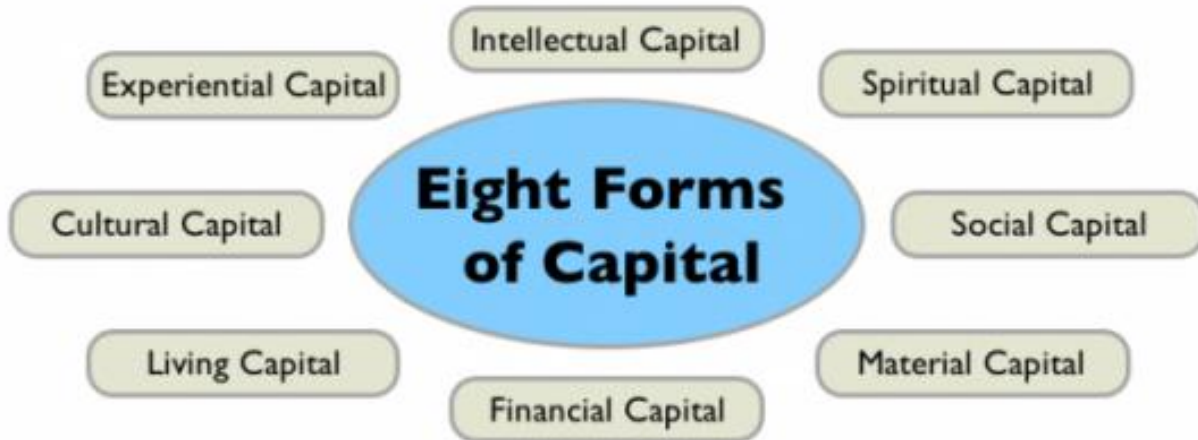 Intellectual Capital
Experiential Capital
Spiritual Capital
Eight Forms
of Capital
Cultural Capital
Social Capital
Living Capital
Material Capital
Financial Capital